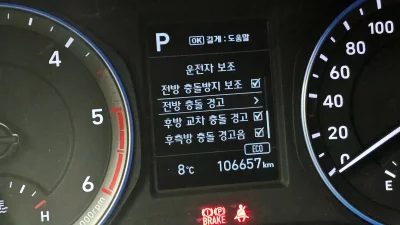 P
OK 길게 : 도움말
운전자 보조
전방 충돌방지 보조
전방 충돌 경고
후방 교차 충돌 경고
후측방 충돌 경고음
ECO
8℃ 106657 km
4
5
6
H
100
80
60
40
20
0
E
P
BRAKE